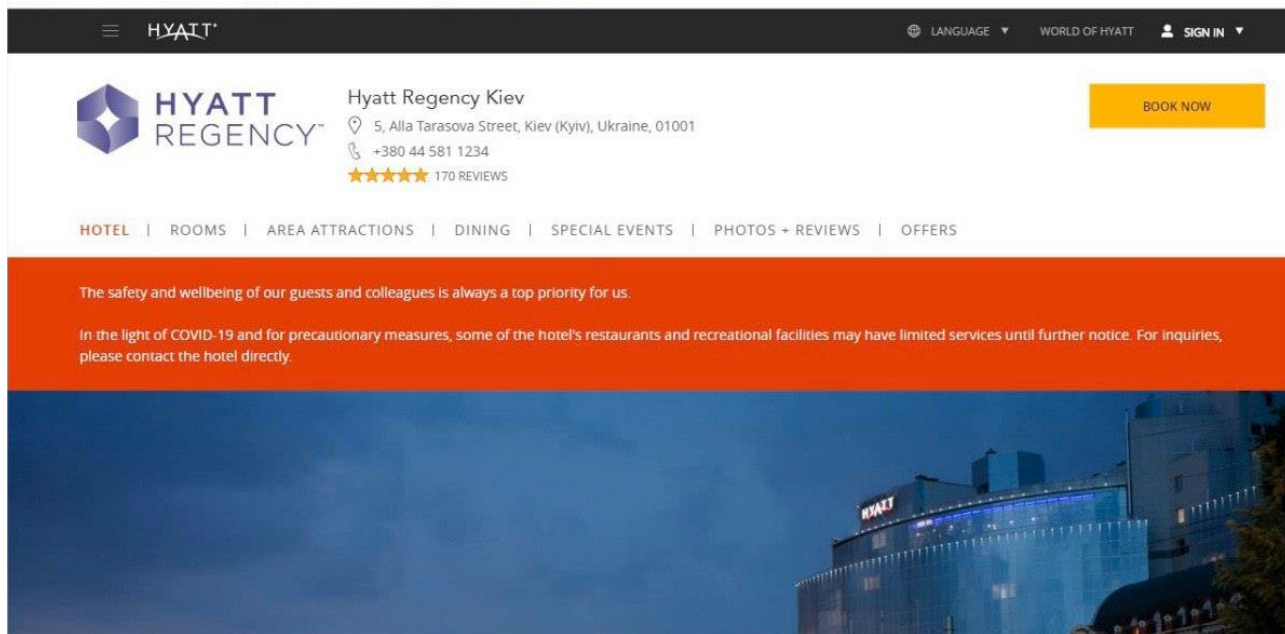 HYATT
LANGUAGE ▼
WORLD OF HYATT
SIGN IN ▼
HYATT
REGENCY™
Hyatt Regency Kiev
5, Alla Tarasova Street, Kiev (Kyiv), Ukraine, 01001
+380 44 581 1234
170 REVIEWS
BOOK NOW
HOTEL | ROOMS | AREA ATTRACTIONS | DINING | SPECIAL EVENTS | PHOTOS + REVIEWS | OFFERS
The safety and wellbeing of our guests and colleagues is always a top priority for us.
In the light of COVID-19 and for precautionary measures, some of the hotel's restaurants and recreational facilities may have limited services until further notice. For inquiries,
please contact the hotel directly.
HYATT